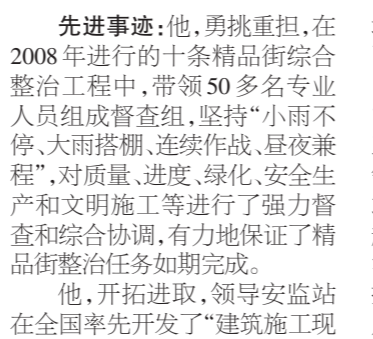 先进事迹:他,勇挑重担,在
2008年进行的十条精品街综合
整治工程中,带领50多名专业
人员组成督查组,坚持“小雨不
停、大雨搭棚、连续作战、昼夜兼
程”,对质量、进度、绿化、安全生
产和文明施工等进行了强力督
查和综合协调,有力地保证了精
品街整治任务如期完成。
他,开拓进取,领导安监站
在全国率先开发了“建筑施工现